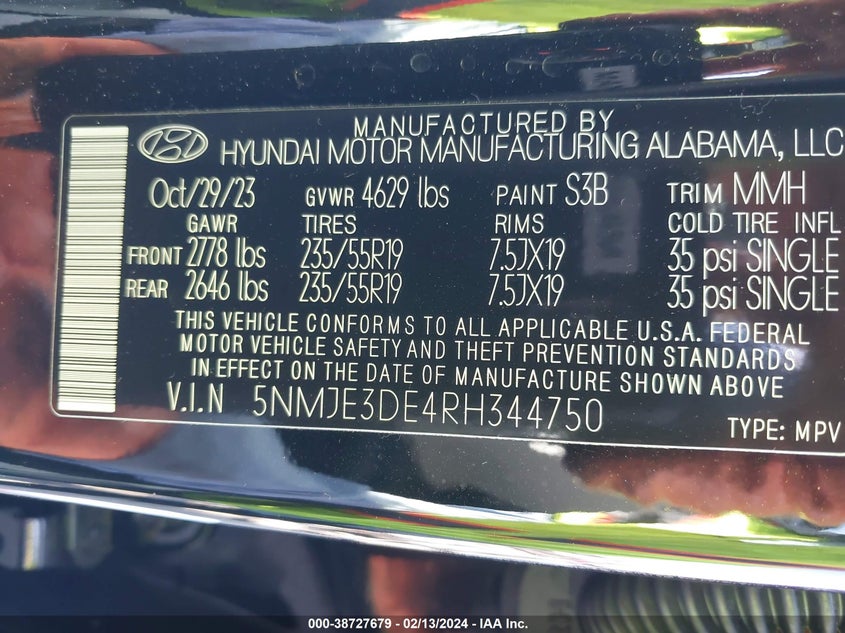 MANUFACTURED BY
HYUNDAI MOTOR MANUFACTURING ALABAMA, LLC
Oct/29/23 GVWR 4629 lbs PAINT S3B TRIM MMH
GAWR TIRES RIMS COLD TIRE INFL
FRONT 2778 lbs 235/55R19 7.5JX19 35 psi SINGLE
REAR 2646 lbs 235/55R19 7.5JX19 35 psi SINGLE
THIS VEHICLE CONFORMS TO ALL APPLICABLE U.S.A. FEDERAL
MOTOR VEHICLE SAFETY AND THEFT PREVENTION STANDARDS
IN EFFECT ON THE DATE OF MANUFACTURE SHOWN ABOVE
V.I.N 5NMJE3DE4RH344750
TYPE: MPV
000-38727679 - 02/13/2024 - IAA Inc.